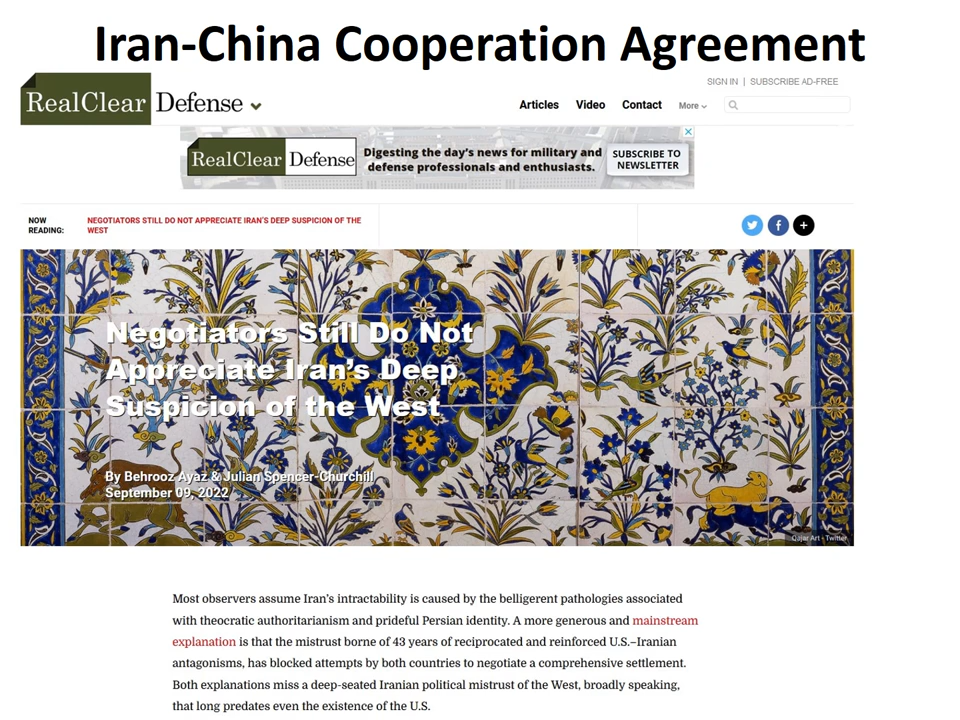 Iran-China Cooperation Agreement
SIGN IN | SUBSCRIBE AD-FREE
RealClear Defense
Articles Video Contact More
RealClear Defense
Digesting the day's news for military and
defense professionals and enthusiasts.
SUBSCRIBE TO
NEWSLETTER
NOW
READING:
NEGOTIATORS STILL DO NOT APPRECIATE IRAN'S DEEP SUSPICION OF THE
WEST
Negotiators Still Do Not
Appreciate Iran's Deep
Suspicion of the West
By Behrooz Ayaz & Julian Spencer-Churchill
September 09, 2022
Qajar Art - Twitter
Most observers assume Iran's intractability is caused by the belligerent pathologies associated
with theocratic authoritarianism and prideful Persian identity. A more generous and mainstream
explanation is that the mistrust borne of 43 years of reciprocated and reinforced U.S.–Iranian
antagonisms, has blocked attempts by both countries to negotiate a comprehensive settlement.
Both explanations miss a deep-seated Iranian political mistrust of the West, broadly speaking,
that long predates even the existence of the U.S.